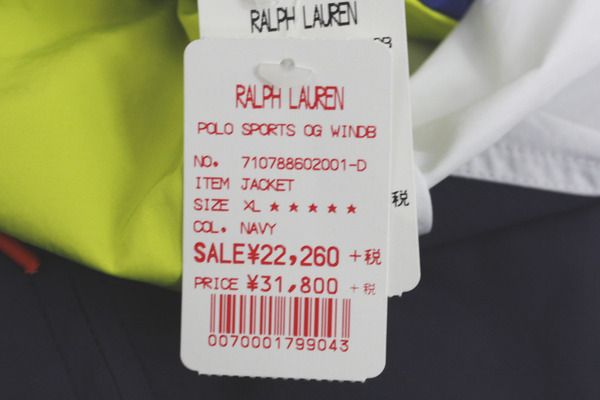 RALPH LAUREN
DB
RALPH LAUREN
POLO SPORTS OG WINDB
NO. 710788602001-D
ITEM JACKET
SIZE XL ★★★★★
COL. NAVY
SALE¥22,260 +税
PRICE ¥31,800 +税
0070001799043
税